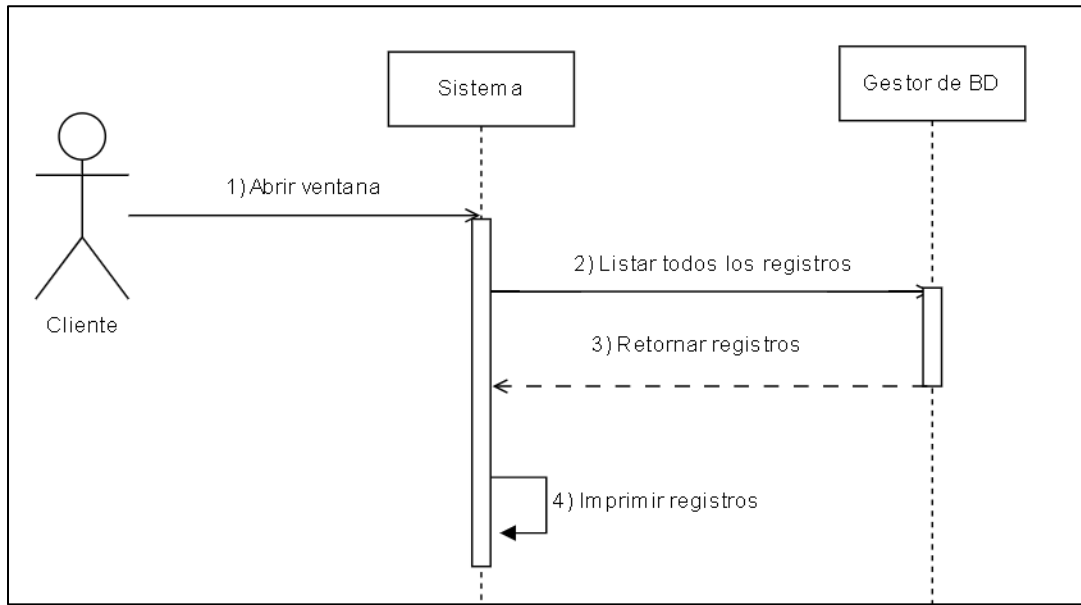 Sistema
Gestor de BD
1) Abrir ventana
2) Listar todos los registros
Cliente
3) Retornar registros
4) Imprimir registros